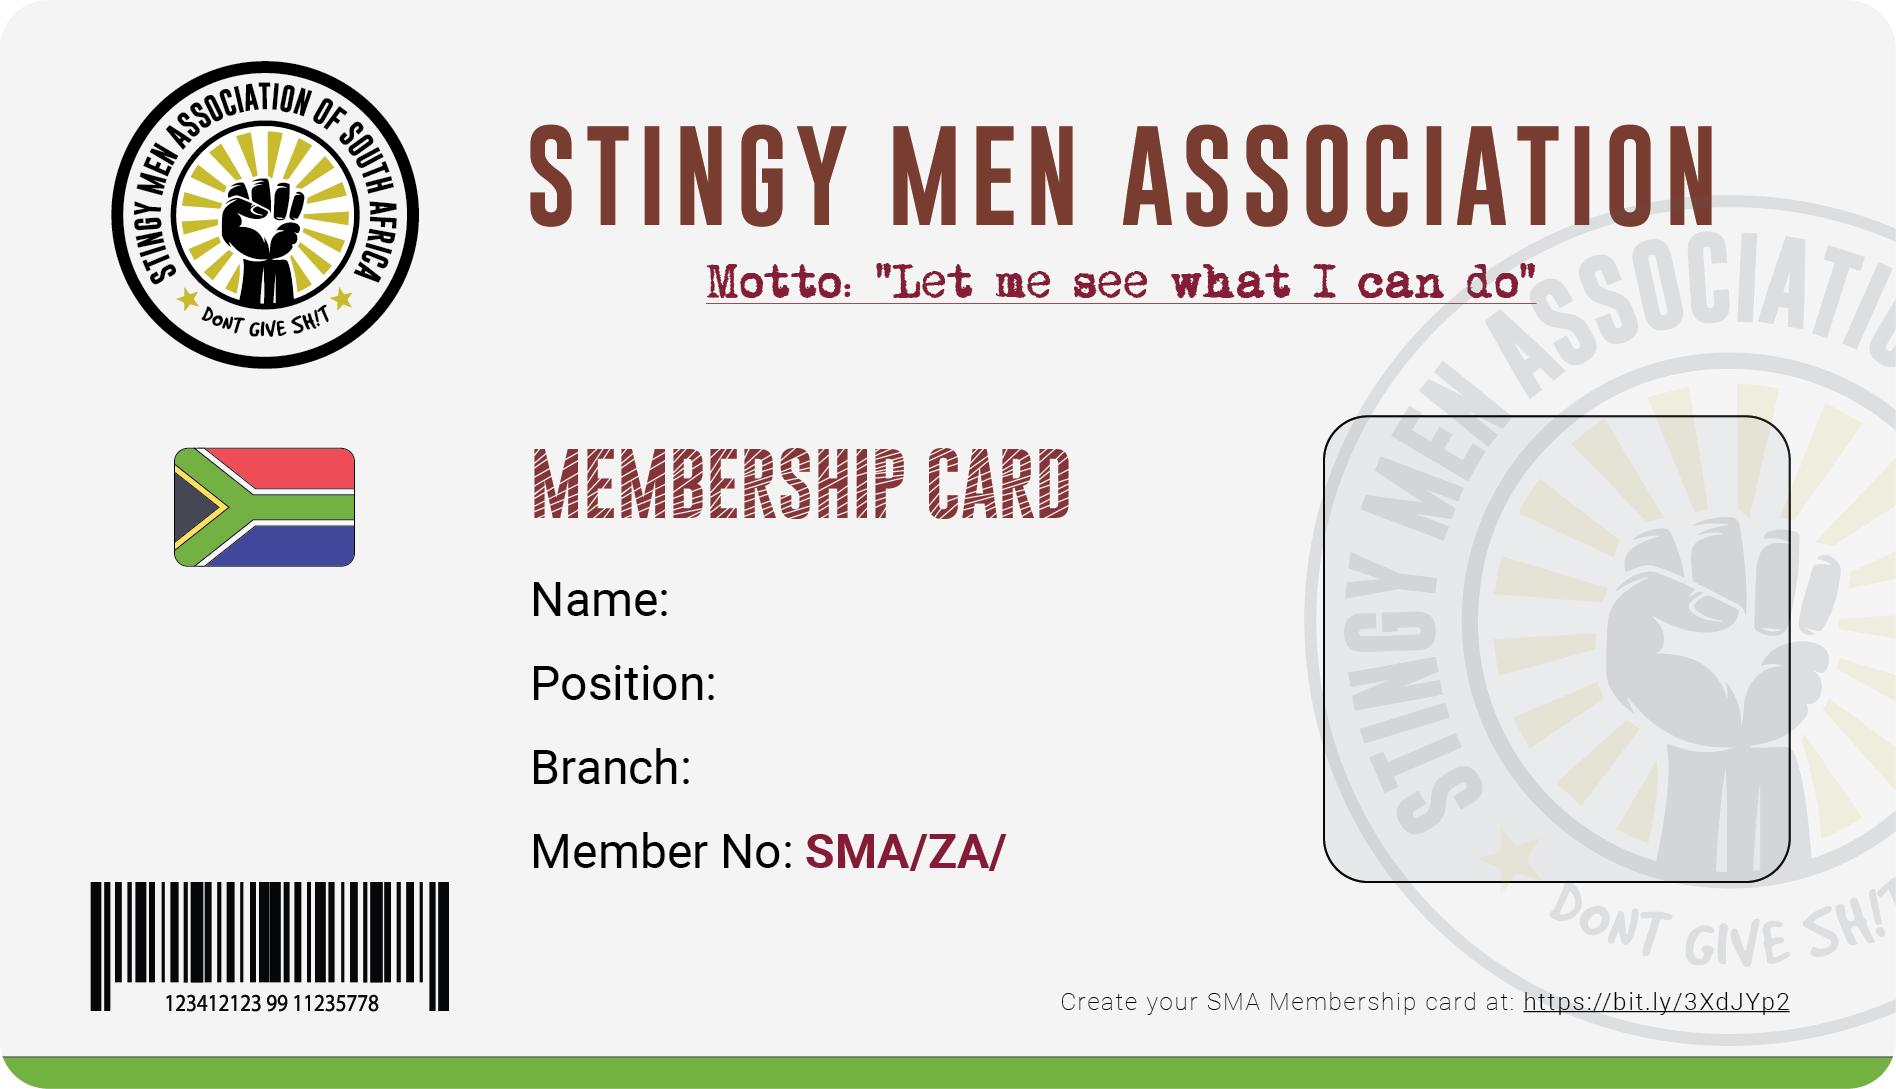 STINGY MEN ASSOCIATION OF SOUTH AFRICA
DONT GIVE SH!T
STINGY MEN ASSOCIATION
Motto: "Let me see what I can do"
MEMBERSHIP CARD
Name:
Position:
Branch:
Member No: SMA/ZA/
123412123 99 11235778
STINGY MEN ASSOCIATIO
DONT GIVE SH!T
Create your SMA Membership card at: https://bit.ly/3XdJYp2